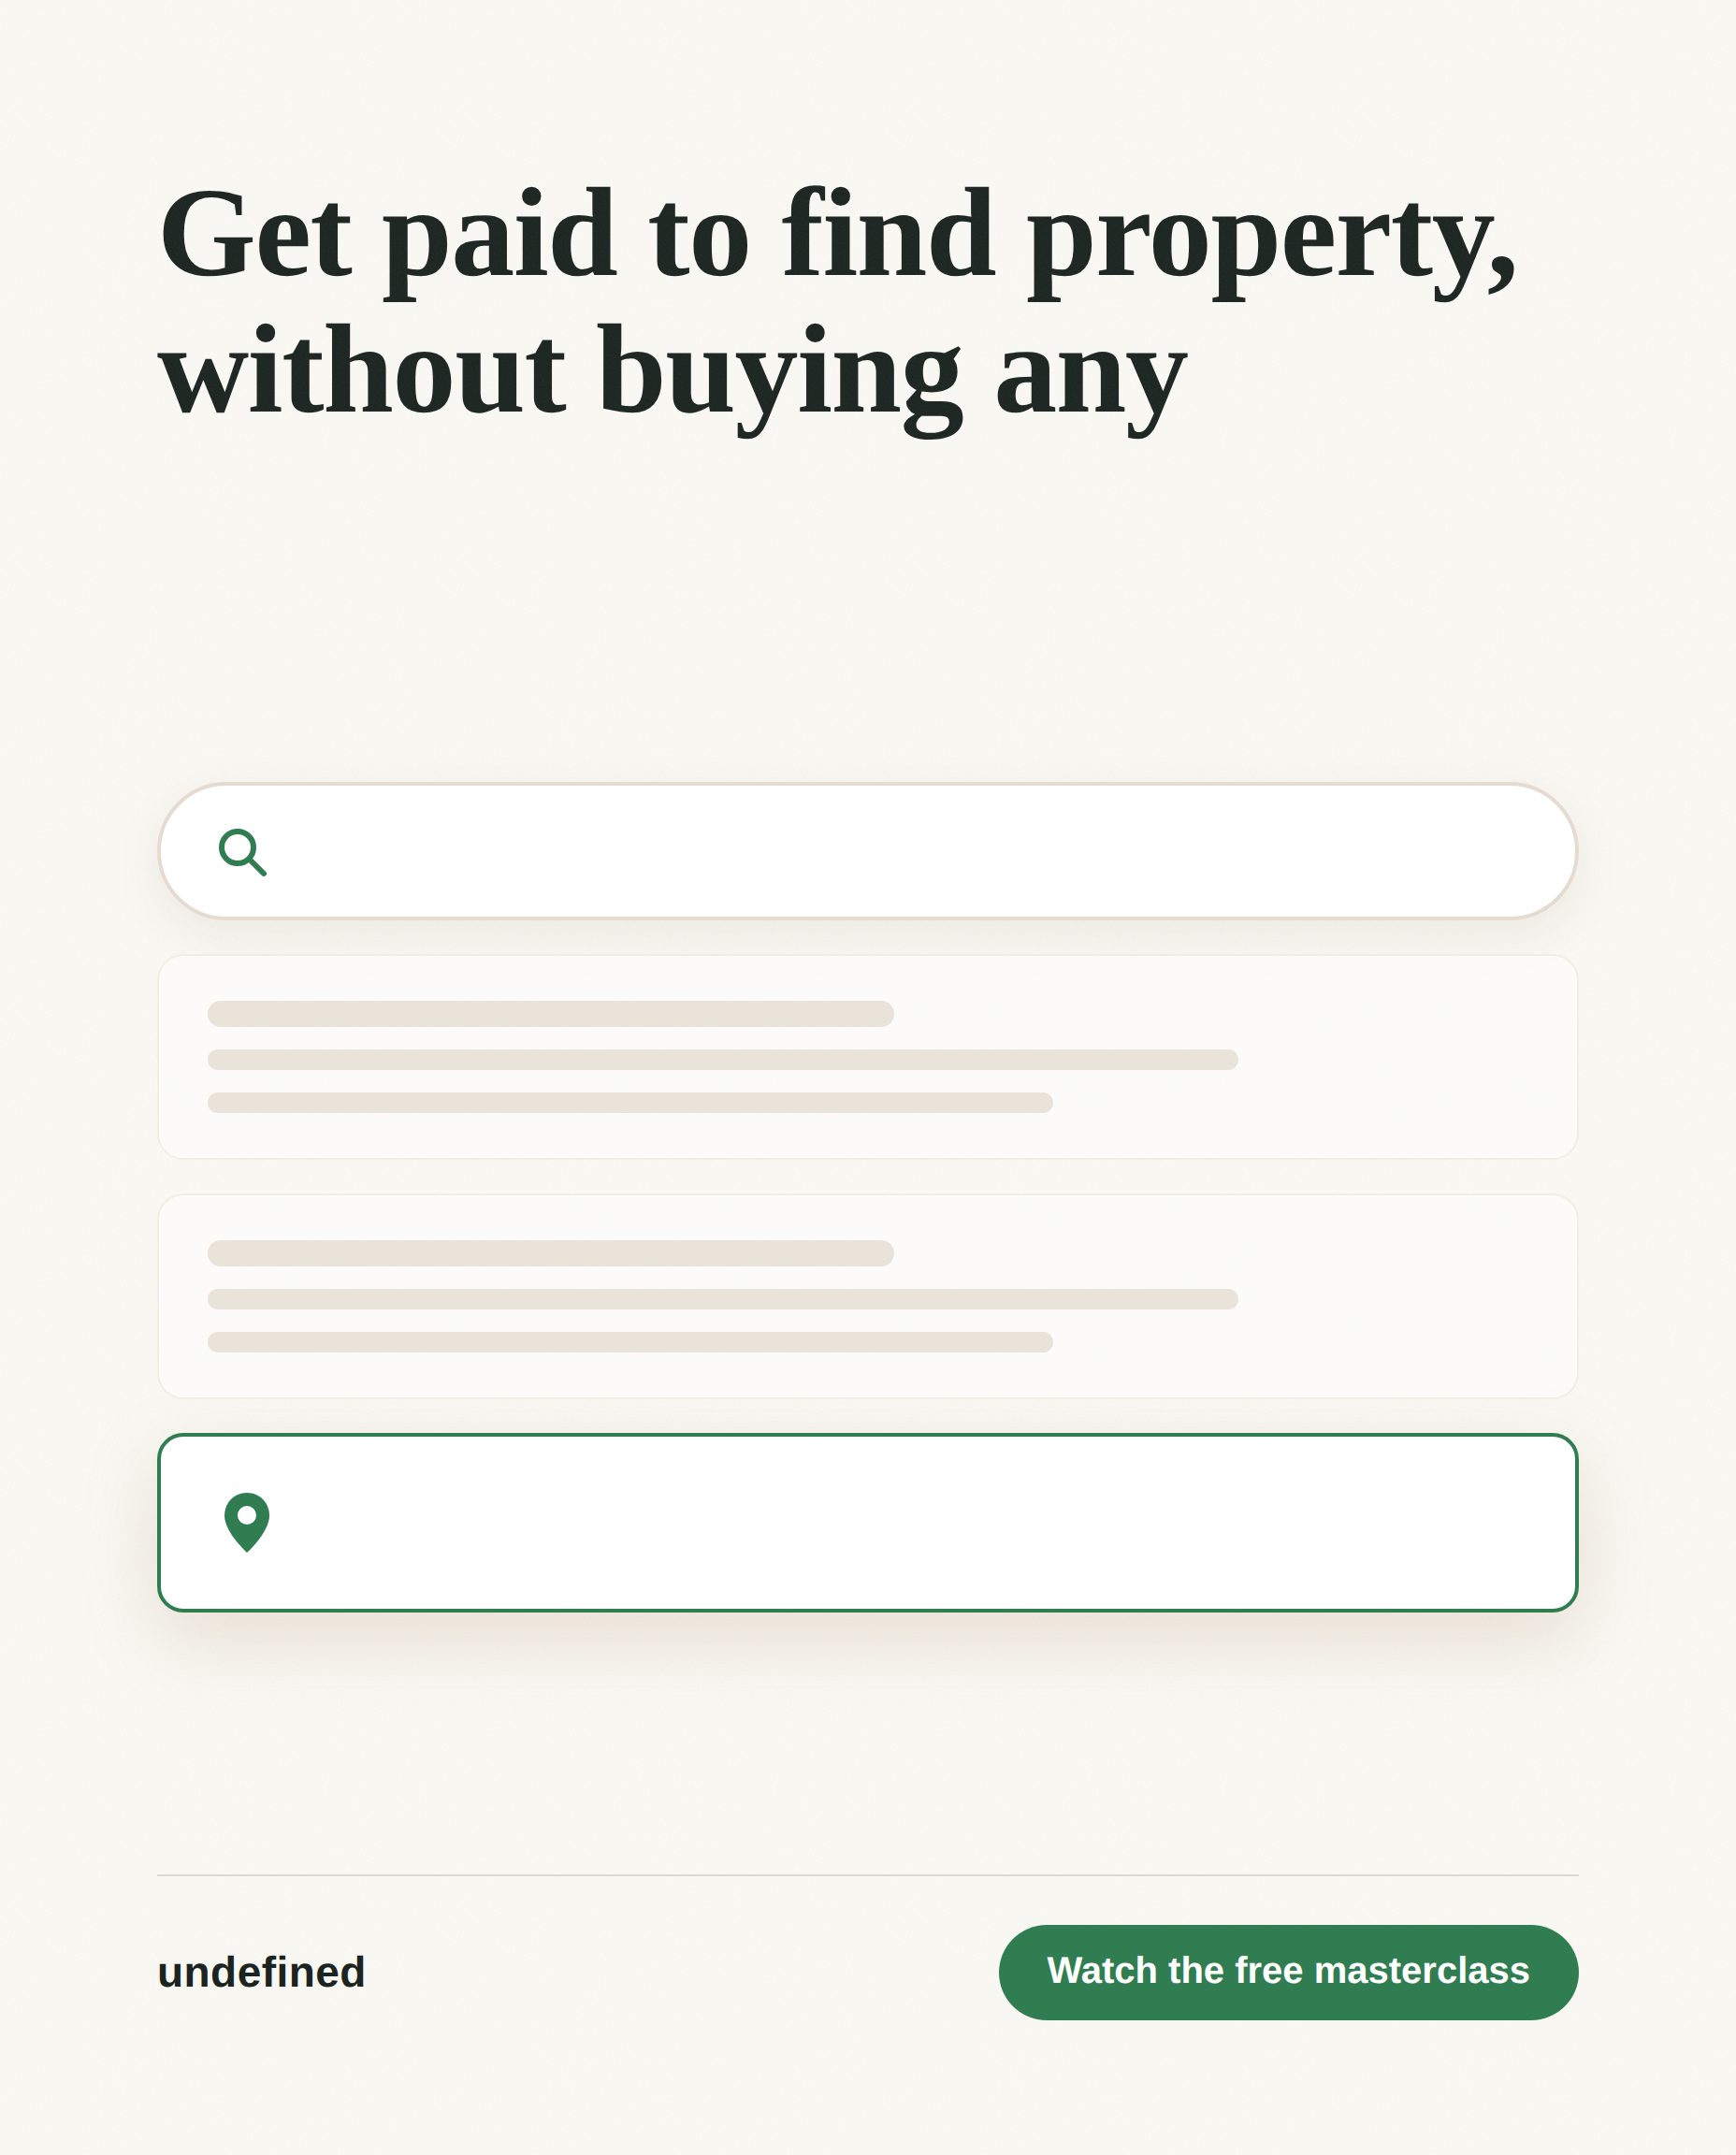 Get paid to find property,
without buying any
undefined
Watch the free masterclass